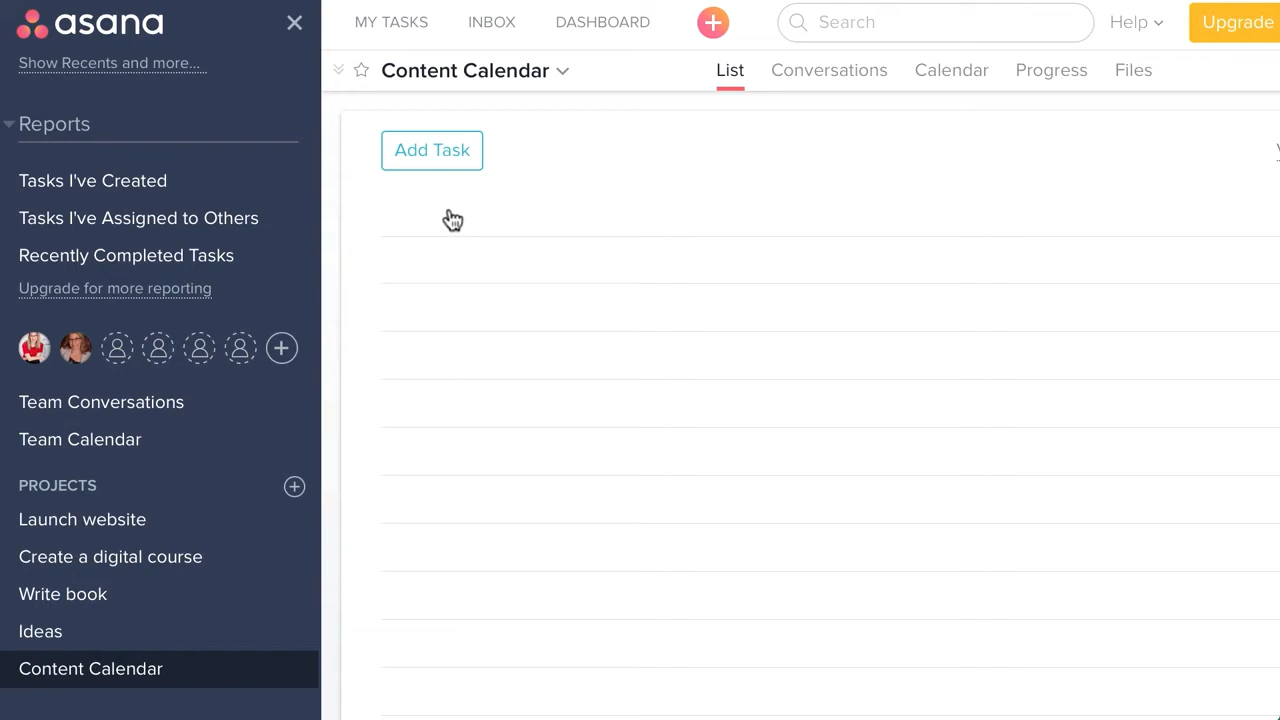 asana
Show Recents and more...
Reports
Tasks I've Created
Tasks I've Assigned to Others
Recently Completed Tasks
Upgrade for more reporting
Team Conversations
Team Calendar
PROJECTS
Launch website
Create a digital course
Write book
Ideas
Content Calendar
MY TASKS INBOX DASHBOARD Search Help Upgrade
Content Calendar List Conversations Calendar Progress Files
Add Task